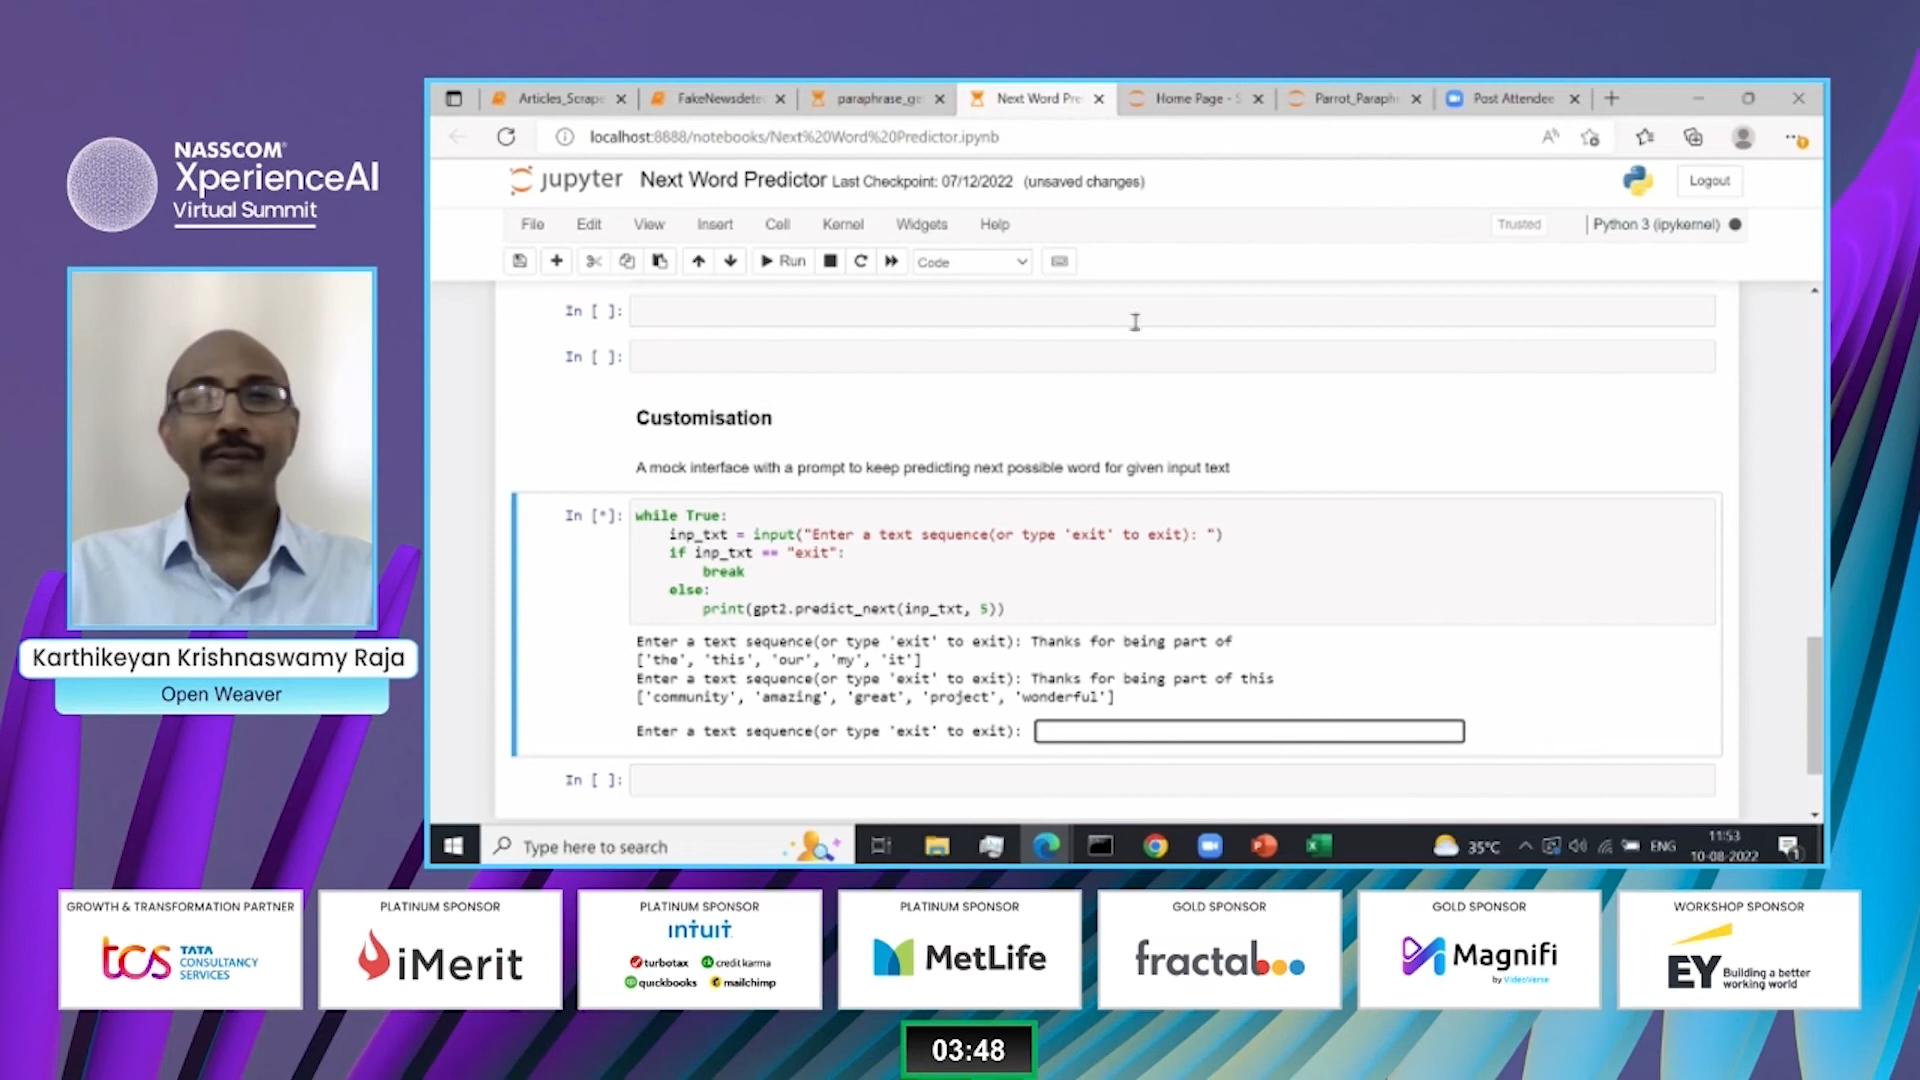 NASSCOM®
XperienceAI
Virtual Summit
Karthikeyan Krishnaswamy Raja
Open Weaver
Articles_Scrape
FakeNewsdete
paraphrase_ge
Next Word Pre
Home Page - S
Parrot_Paraph
Post Attendee
localhost:8888/notebooks/Next%20Word%20Predictor.ipynb
jupyter Next Word Predictor Last Checkpoint: 07/12/2022 (unsaved changes)
Logout
File Edit View Insert Cell Kernel Widgets Help
Trusted
Python 3 (ipykernel)
Run
Code
In [ ]:
In [ ]:
Customisation
A mock interface with a prompt to keep predicting next possible word for given input text
In [*]:
while True:
inp_txt = input("Enter a text sequence(or type 'exit' to exit): ")
if inp_txt == "exit":
break
else:
print(gpt2.predict_next(inp_txt, 5))
Enter a text sequence(or type 'exit' to exit): Thanks for being part of
['the', 'this', 'our', 'my', 'it']
Enter a text sequence(or type 'exit' to exit): Thanks for being part of this
['community', 'amazing', 'great', 'project', 'wonderful']
Enter a text sequence(or type 'exit' to exit):
In [ ]:
Type here to search
35°C
ENG
11:53
10-08-2022
1
GROWTH & TRANSFORMATION PARTNER
tcs TATA
CONSULTANCY
SERVICES
PLATINUM SPONSOR
iMerit
PLATINUM SPONSOR
INTUIT
turbotax creditkarma
quickbooks mailchimp
PLATINUM SPONSOR
MetLife
GOLD SPONSOR
fractal
GOLD SPONSOR
Magnifi
by VideoVerse
WORKSHOP SPONSOR
EY Building a better
working world
03:48